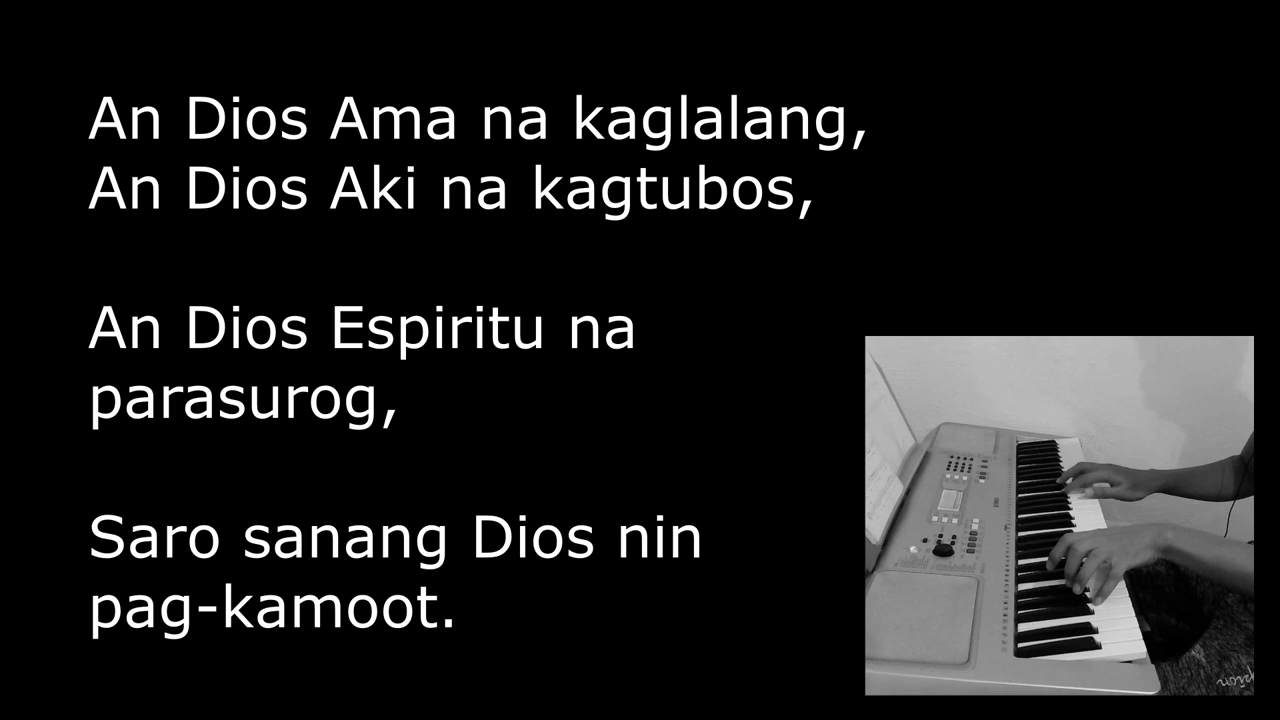 An Dios Ama na kaglalang,
An Dios Aki na kagtubos,
An Dios Espiritu na
parasurog,
Saro sanang Dios nin
pag-kamoot.